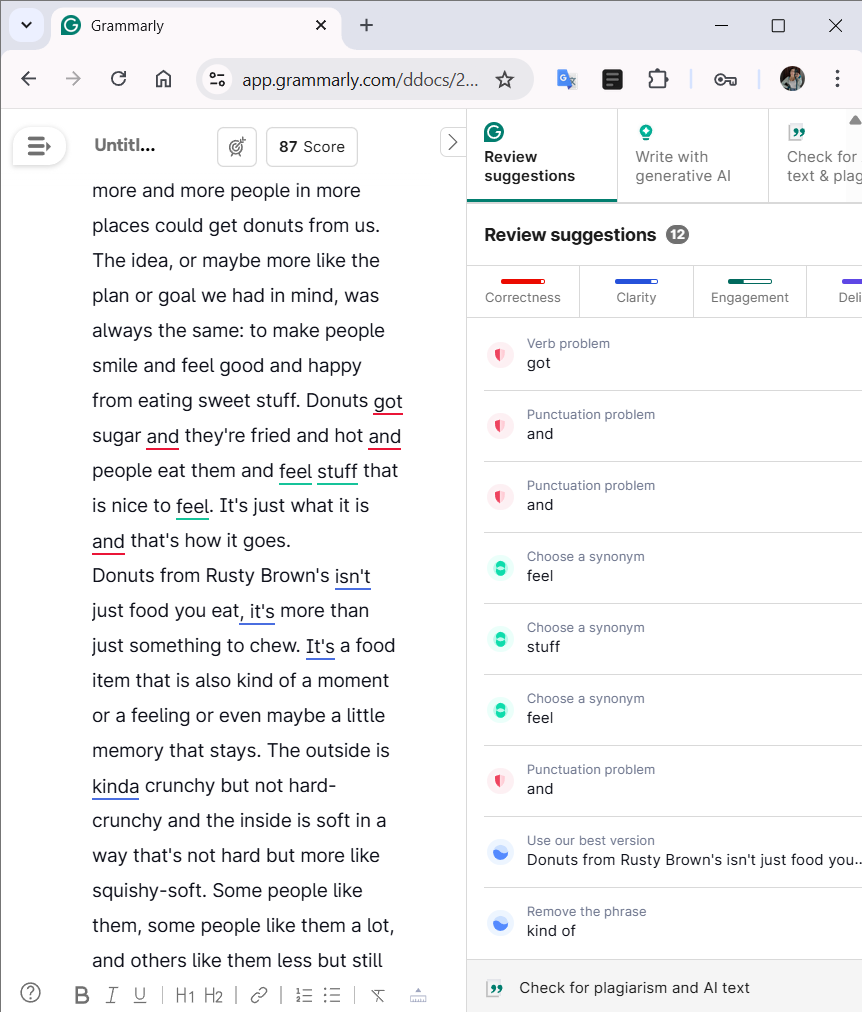 Grammarly
app.grammarly.com/ddocs/2...
Untitl...
87 Score
more and more people in more
places could get donuts from us.
The idea, or maybe more like the
plan or goal we had in mind, was
always the same: to make people
smile and feel good and happy
from eating sweet stuff. Donuts got
sugar and they're fried and hot and
people eat them and feel stuff that
is nice to feel. It's just what it is
and that's how it goes.
Donuts from Rusty Brown's isn't
just food you eat, it's more than
just something to chew. It's a food
item that is also kind of a moment
or a feeling or even maybe a little
memory that stays. The outside is
kinda crunchy but not hard-
crunchy and the inside is soft in a
way that's not hard but more like
squishy-soft. Some people like
them, some people like them a lot,
and others like them less but still
B I U H1 H2
Review
suggestions
Write with
generative AI
Check for
text & plag
Review suggestions 12
Correctness
Clarity
Engagement
Deli
Verb problem
got
Punctuation problem
and
Punctuation problem
and
Choose a synonym
feel
Choose a synonym
stuff
Choose a synonym
feel
Punctuation problem
and
Use our best version
Donuts from Rusty Brown's isn't just food you...
Remove the phrase
kind of
Check for plagiarism and AI text